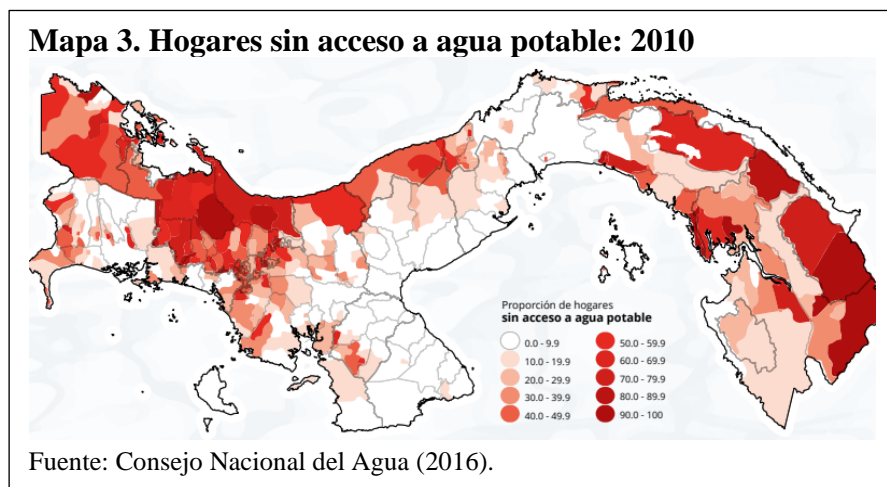 Mapa 3. Hogares sin acceso a agua potable: 2010
Proporción de hogares
sin acceso a agua potable
0.0 - 9.9
10.0 - 19.9
20.0 - 29.9
30.0 - 39.9
40.0 - 49.9
50.0 - 59.9
60.0 - 69.9
70.0 - 79.9
80.0 - 89.9
90.0 - 100
Fuente: Consejo Nacional del Agua (2016).